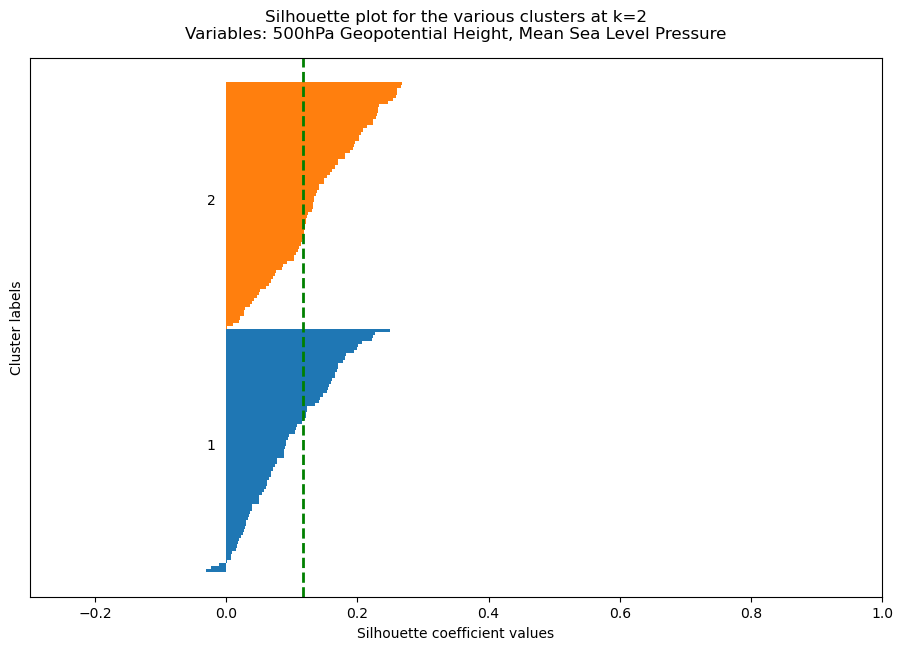 Silhouette plot for the various clusters at k=2
Variables: 500hPa Geopotential Height, Mean Sea Level Pressure
Cluster labels
2
1
−0.2 0.0 0.2 0.4 0.6 0.8 1.0
Silhouette coefficient values